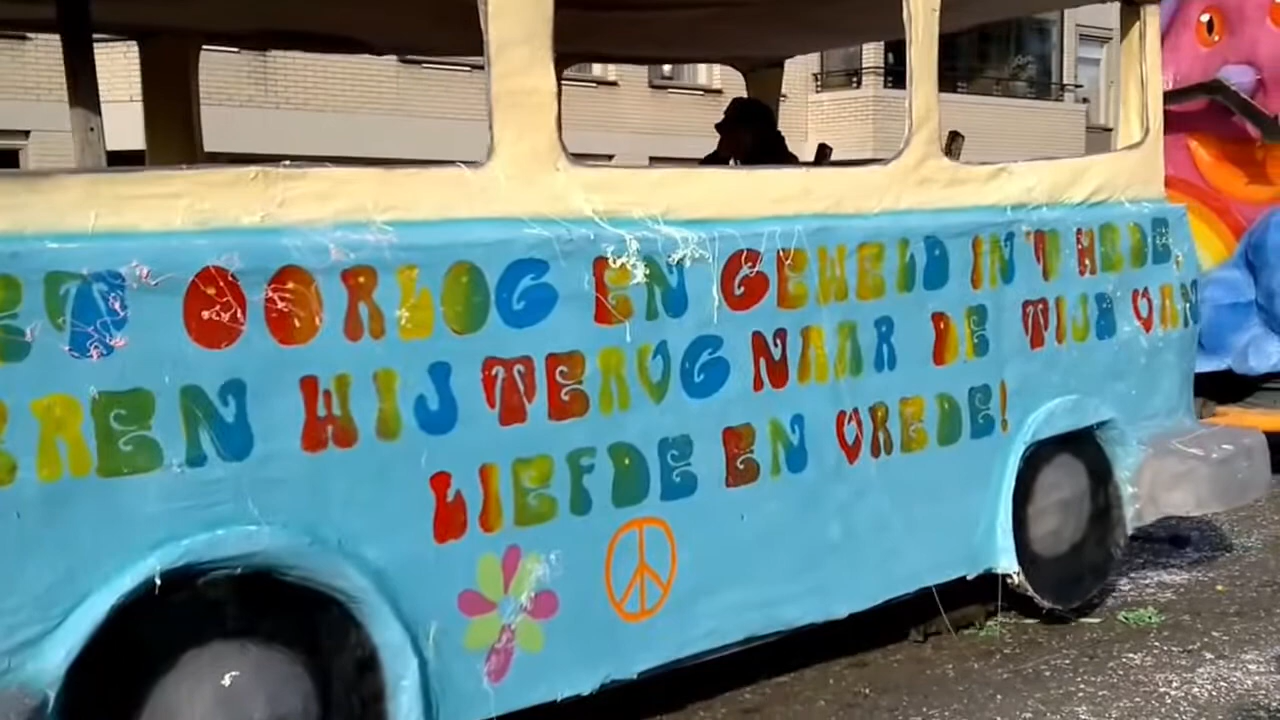 OORLOG EN GEWELD IN 'T HEDE,
WIJ TERUG NAAR DE TIJD VAN
LIEFDE EN VREDE!